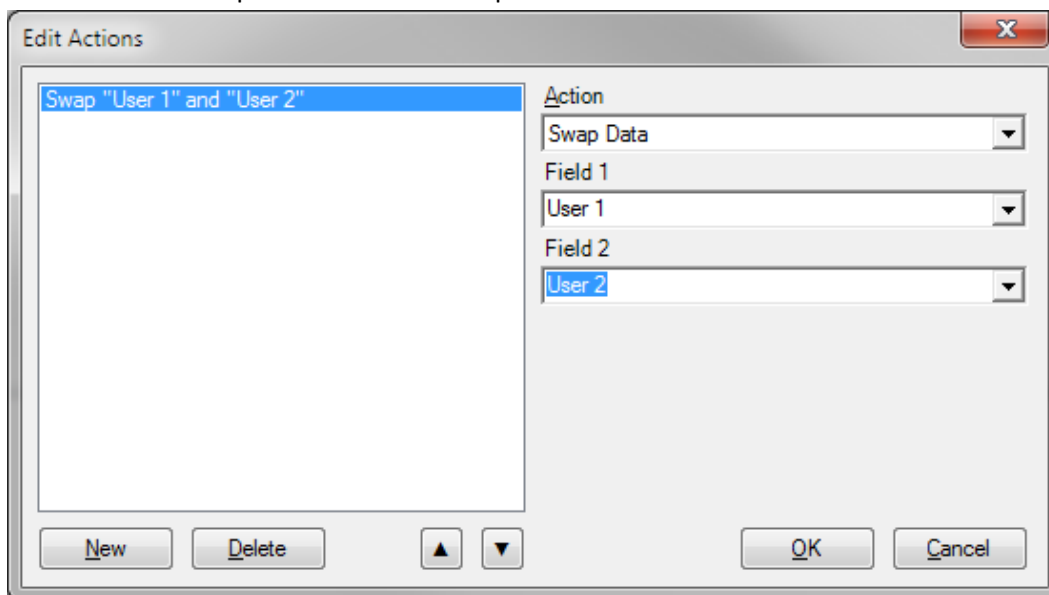 Edit Actions
Swap "User 1" and "User 2"
Action
Swap Data
Field 1
User 1
Field 2
User 2
New Delete ▲ ▼ OK Cancel